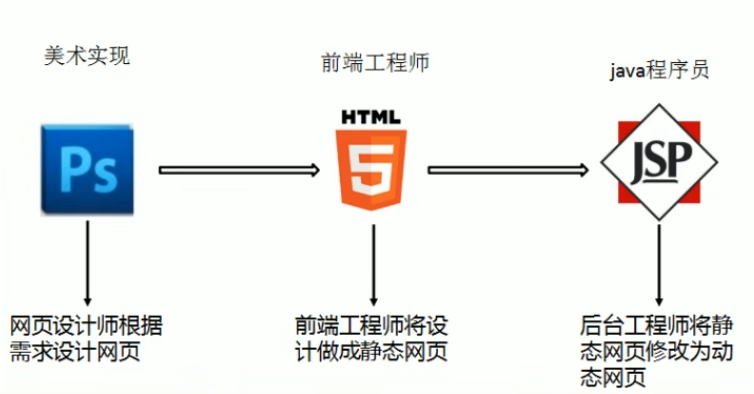 美术实现
前端工程师
java程序员
HTML
Ps
5
JSP
网页设计师根据
需求设计网页
前端工程师将设
计做成静态网页
后台工程师将静
态网页修改为动
态网页